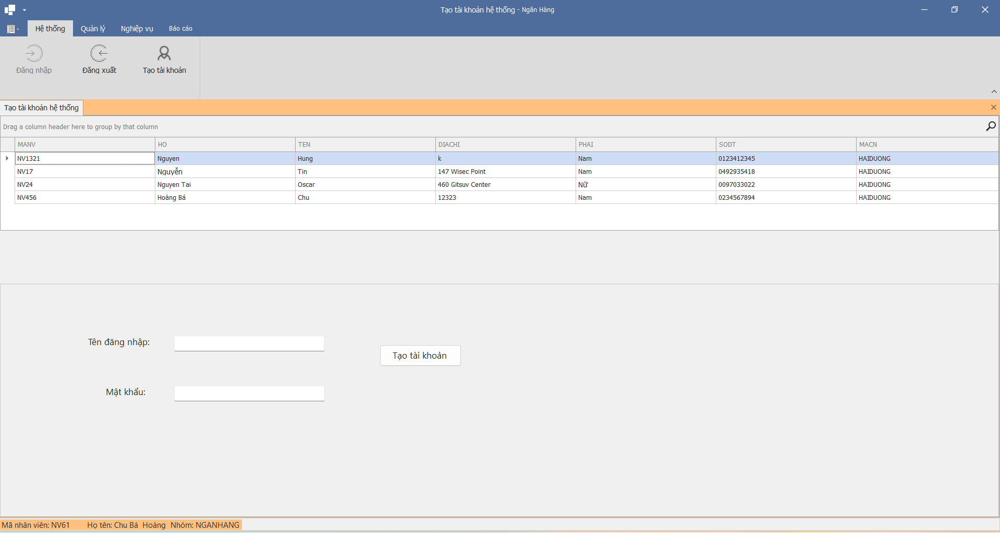 Tạo tài khoản hệ thống - Ngân Hàng
Hệ thống Quản lý Nghiệp vụ Báo cáo
Đăng nhập Đăng xuất Tạo tài khoản
Tạo tài khoản hệ thống
Drag a column header here to group by that column
MANV HO TEN DIACHI PHAI SODT MACN
NV1321 Nguyen Hung k Nam 0123412345 HAIDUONG
NV17 Nguyễn Tin 147 Wisec Point Nam 0492935418 HAIDUONG
NV24 Nguyen Tai Oscar 460 Gitsuv Center Nữ 0097033022 HAIDUONG
NV456 Hoàng Bá Chu 12323 Nam 0234567894 HAIDUONG
Tên đăng nhập:
Tạo tài khoản
Mật khẩu:
Mã nhân viên: NV61 Họ tên: Chu Bá Hoàng Nhóm: NGANHANG